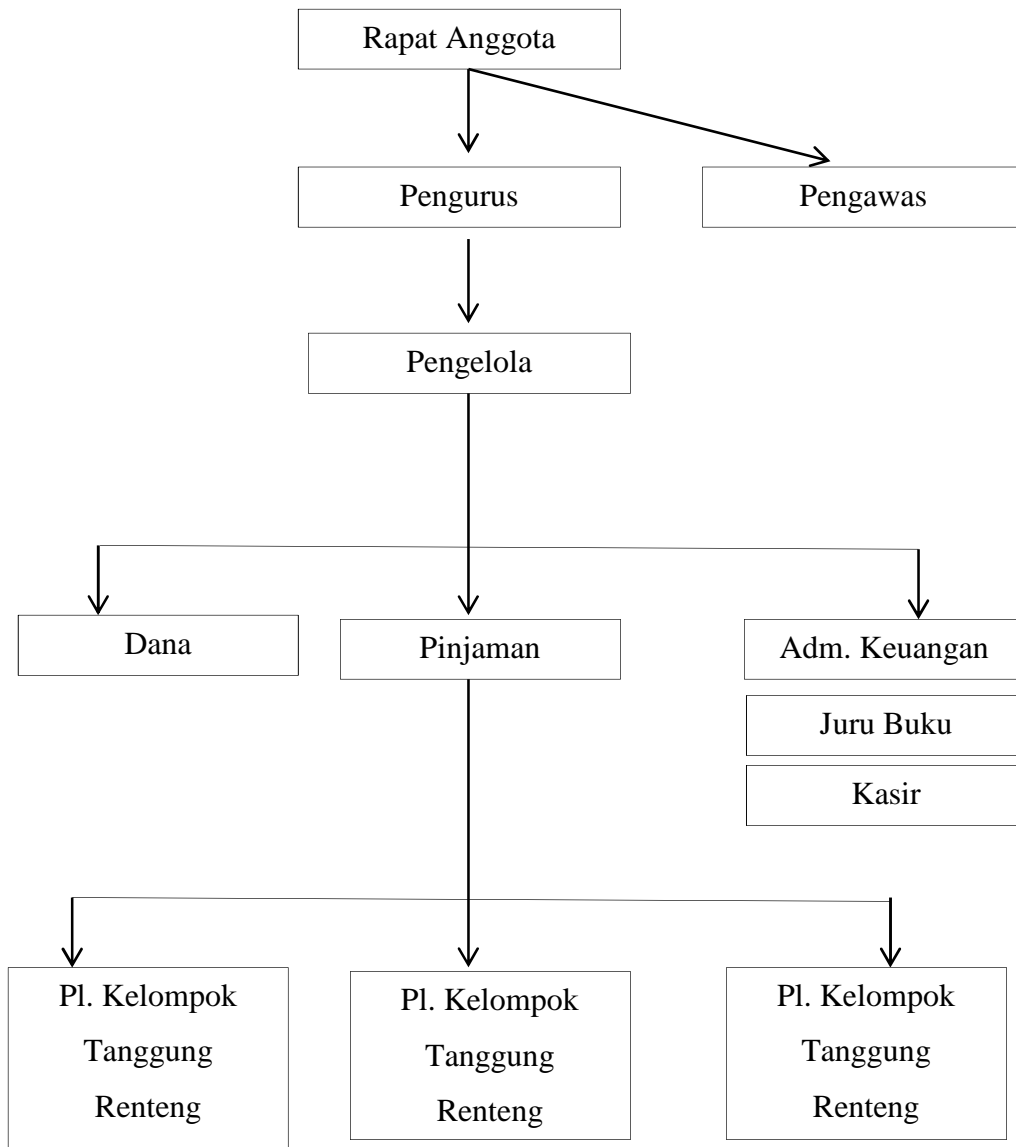 Rapat Anggota
Pengurus
Pengawas
Pengelola
Dana
Pinjaman
Adm. Keuangan
Juru Buku
Kasir
Pl. Kelompok
Tanggung
Renteng
Pl. Kelompok
Tanggung
Renteng
Pl. Kelompok
Tanggung
Renteng